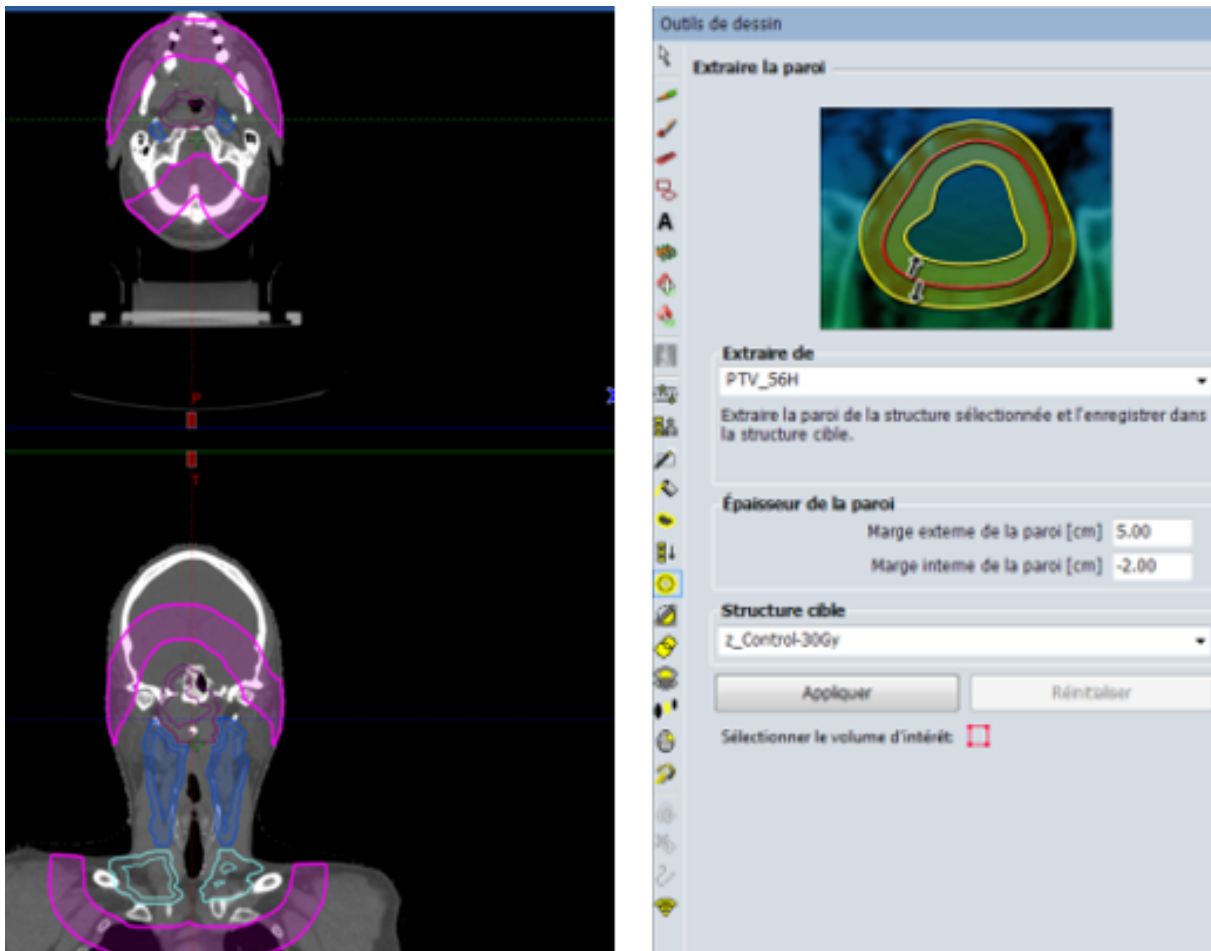 P
T
Outils de dessin
Extraire la paroi
A
Extraire de
PTV_56H
Extraire la paroi de la structure sélectionnée et l'enregistrer dans
la structure cible.
Épaisseur de la paroi
Marge externe de la paroi [cm] 5.00
Marge interne de la paroi [cm] -2.00
Structure cible
z_Control-30Gy
Appliquer Réinitialiser
Sélectionner le volume d'intérêt: